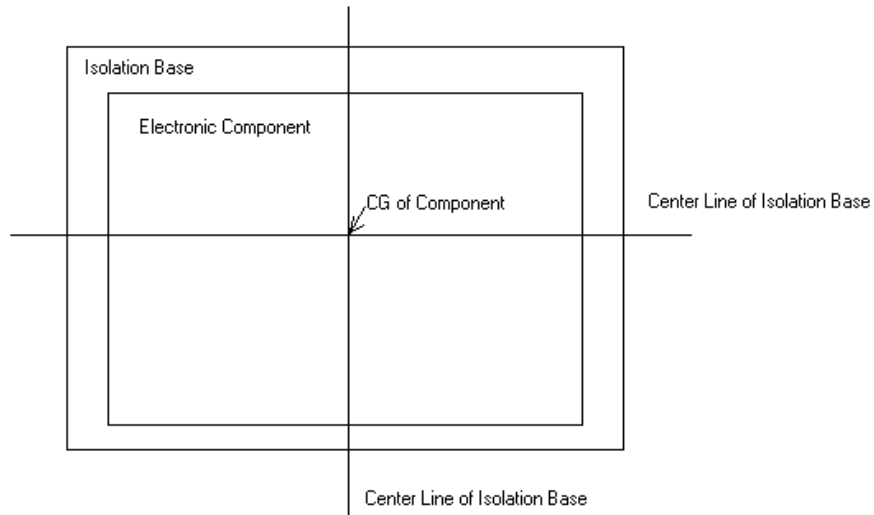 Isolation Base
Electronic Component
CG of Component
Center Line of Isolation Base
Center Line of Isolation Base